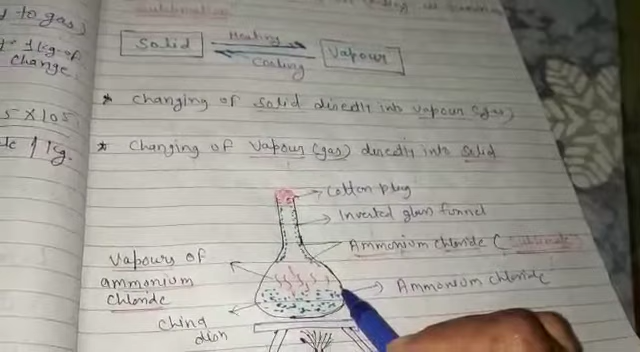 to gas)
1 kg of
change.
5 X 105
1 kg.
Sublimation
Solid
Heating
Cooling
Vapour
* Changing of solid directly into vapour (gas)
* Changing of vapour (gas) directly into solid
Cotton plug
Inverted glass funnel
Ammonium chloride (Sublimate)
Vapours of
ammonium
chloride
Ammonium chloride
china
dish